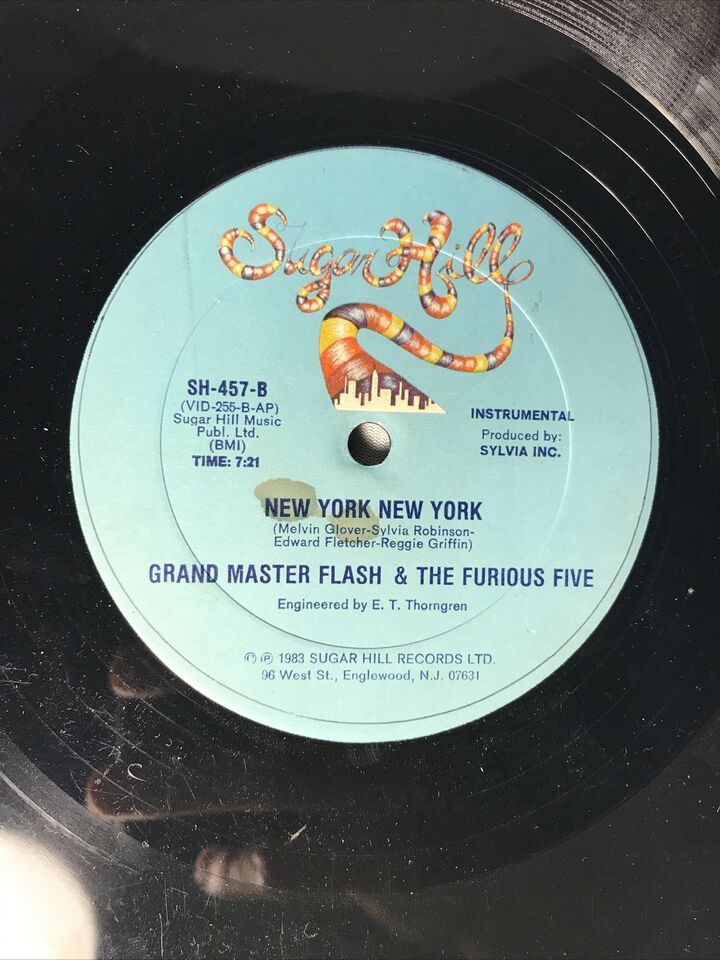 Sugar Hill
SH-457-B
(VID-255-B-AP)
Sugar Hill Music
Publ. Ltd.
(BMI)
TIME: 7:21
INSTRUMENTAL
Produced by:
SYLVIA INC.
NEW YORK NEW YORK
(Melvin Glover-Sylvia Robinson-
Edward Fletcher-Reggie Griffin)
GRAND MASTER FLASH & THE FURIOUS FIVE
Engineered by E. T. Thorngren
© ℗ 1983 SUGAR HILL RECORDS LTD.
96 West St., Englewood, N.J. 07631